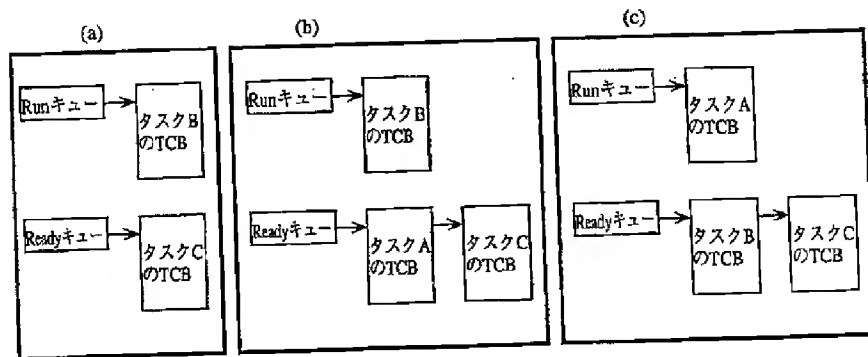 (a)
Runキュー
タスクB
のTCB
Readyキュー
タスクC
のTCB
(b)
Runキュー
タスクB
のTCB
Readyキュー
タスクA
のTCB
タスクC
のTCB
(c)
Runキュー
タスクA
のTCB
Readyキュー
タスクB
のTCB
タスクC
のTCB